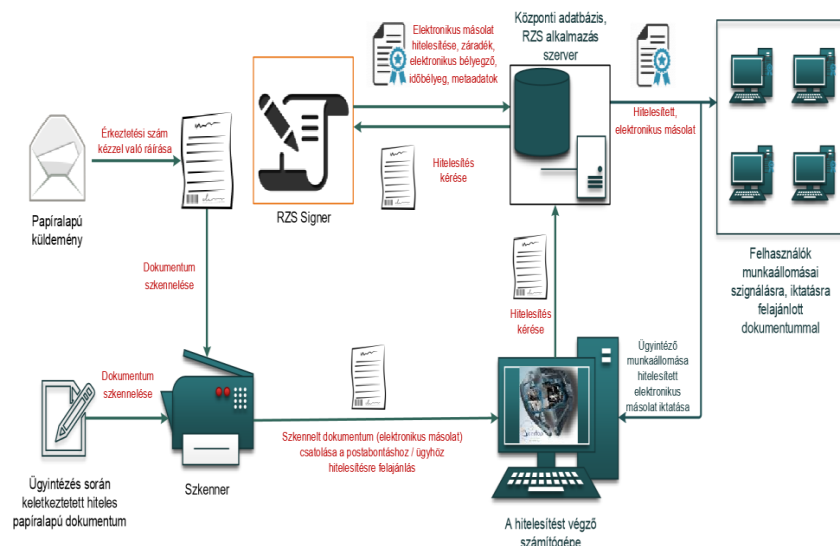 Elektronikus másolat
hitelesítése, záradék,
elektronikus bélyegző,
időbélyeg, metaadatok
Központi adatbázis,
RZS alkalmazás
szerver
Érkeztetési szám
kézzel való ráírása
Hitelesítés
kérése
Hitelesített,
elektronikus másolat
Papíralapú
küldemény
RZS Signer
Dokumentum
szkennelése
Hitelesítés
kérése
Felhasználók
munkaállomásai
szignálásra, iktatásra
felajánlott
dokumentummal
Ügyintéző
munkaállomása
hitelesített
elektronikus
másolat iktatása
Dokumentum
szkennelése
Szkennelt dokumentum (elektronikus másolat)
csatolása a postabontáshoz / ügyhöz
hitelesítésre felajánlás
Ügyintézés során
keletkeztetett hiteles
papíralapú dokumentum
Szkenner
A hitelesítést végző
számítógépe